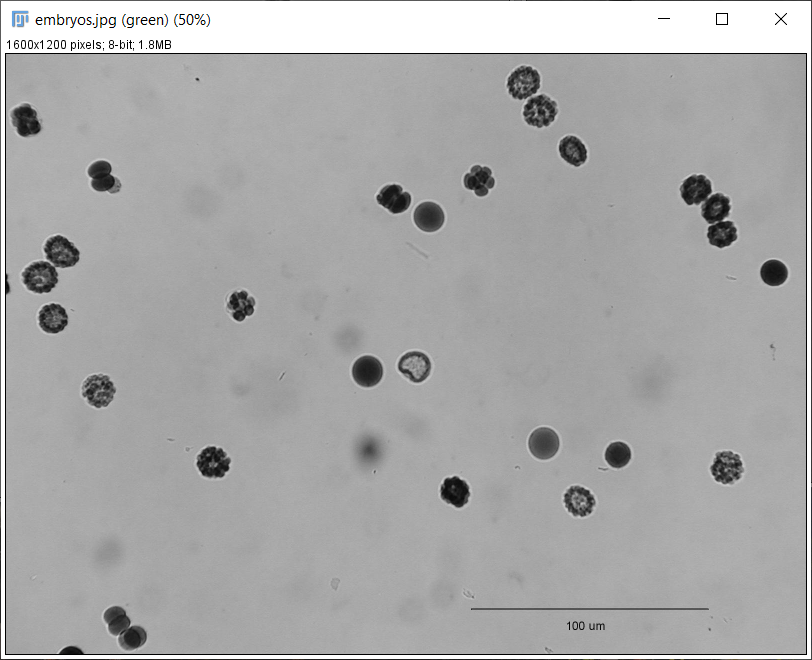 embryos.jpg (green) (50%)
1600x1200 pixels; 8-bit; 1.8MB
100 um